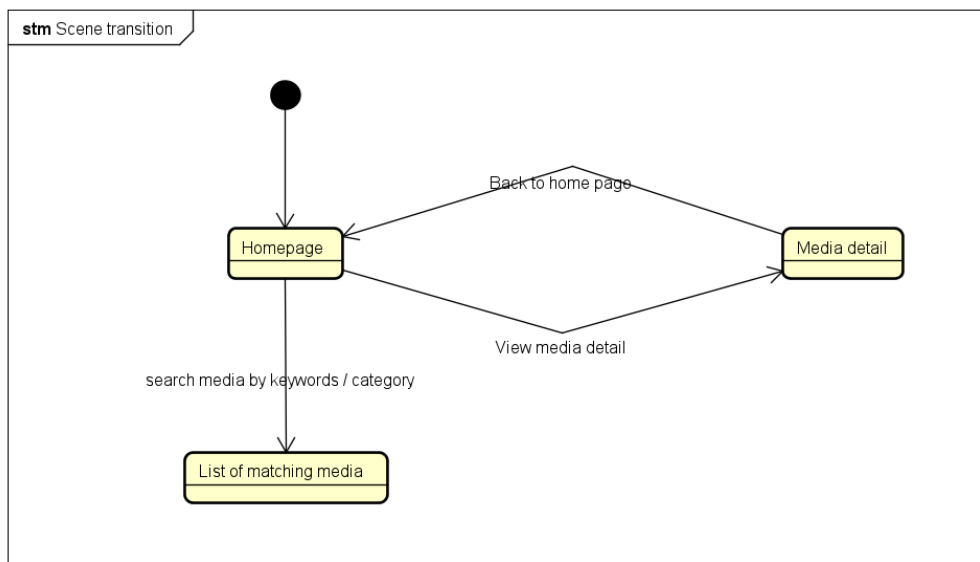 stm Scene transition
Back to home page
Homepage
Media detail
View media detail
search media by keywords / category
List of matching media